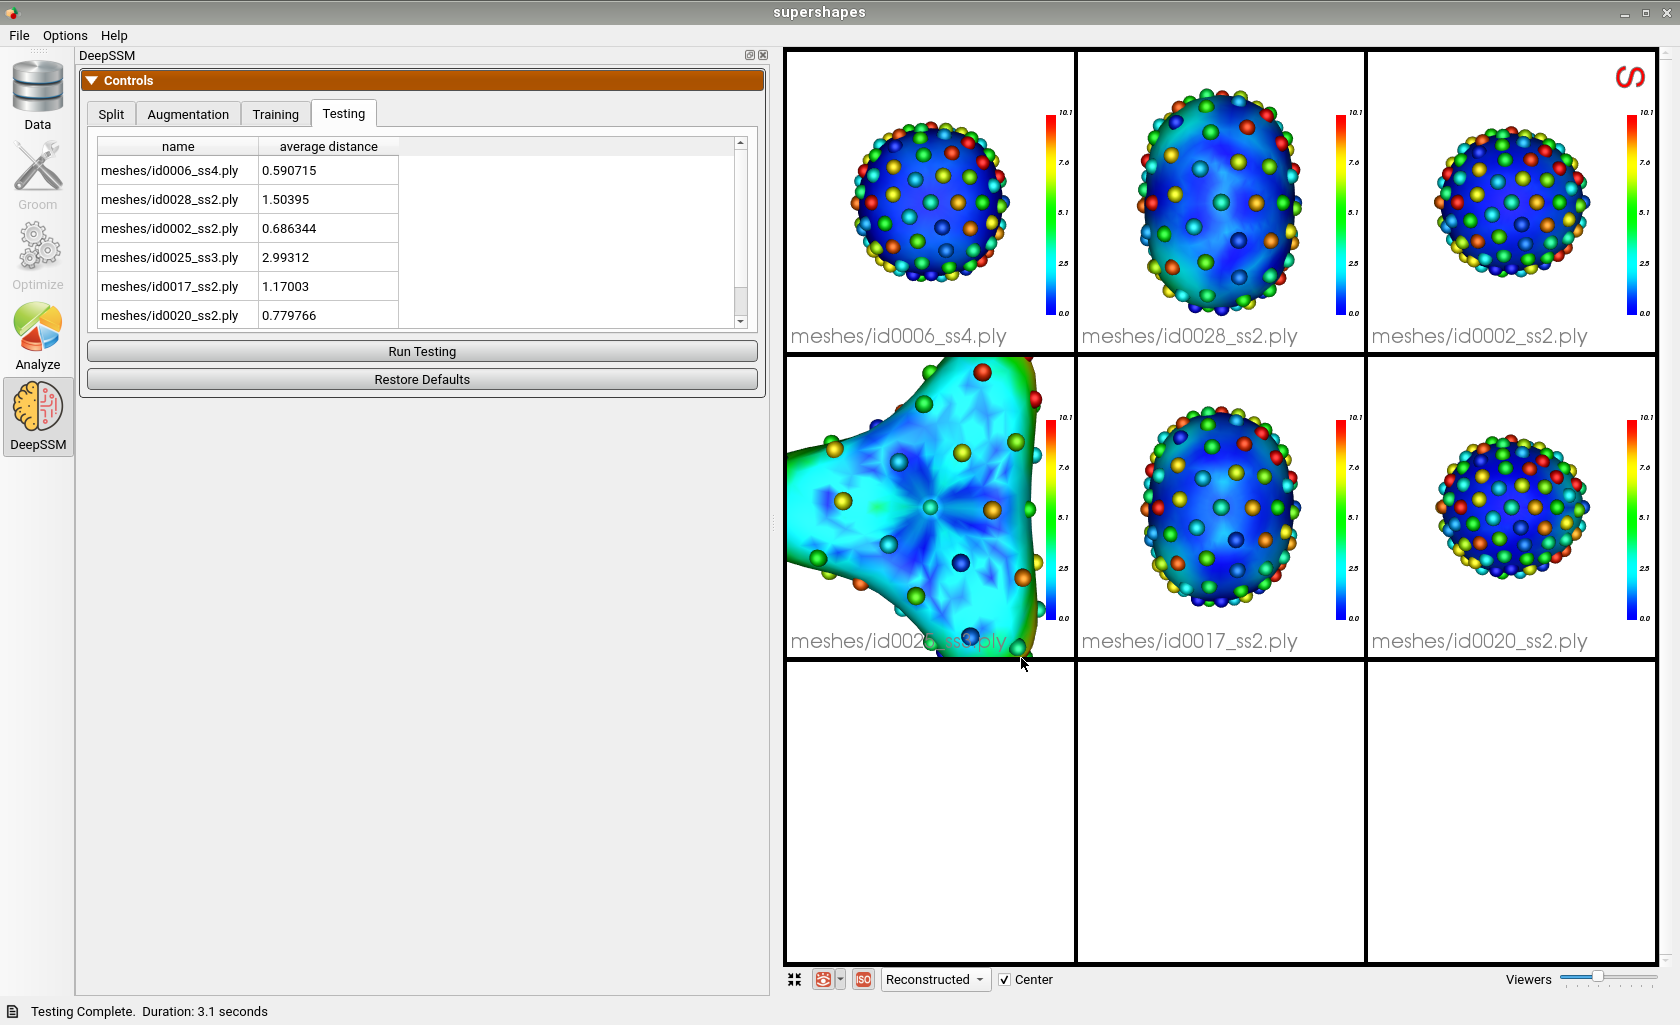 supershapes
File Options Help
DeepSSM
Controls
Split Augmentation Training Testing
name average distance
meshes/id0006_ss4.ply 0.590715
meshes/id0028_ss2.ply 1.50395
meshes/id0002_ss2.ply 0.686344
meshes/id0025_ss3.ply 2.99312
meshes/id0017_ss2.ply 1.17003
meshes/id0020_ss2.ply 0.779766
Run Testing
Restore Defaults
Data
Groom
Optimize
Analyze
DeepSSM
S
10.1 10.1 10.1
7.6 7.6 7.6
5.1 5.1 5.1
2.5 2.5 2.5
0.0 0.0 0.0
meshes/id0006_ss4.ply meshes/id0028_ss2.ply meshes/id0002_ss2.ply
10.1 10.1 10.1
7.6 7.6 7.6
5.1 5.1 5.1
2.5 2.5 2.5
0.0 0.0 0.0
meshes/id0025_ss3.ply meshes/id0017_ss2.ply meshes/id0020_ss2.ply
ISO Reconstructed Center Viewers
Testing Complete. Duration: 3.1 seconds